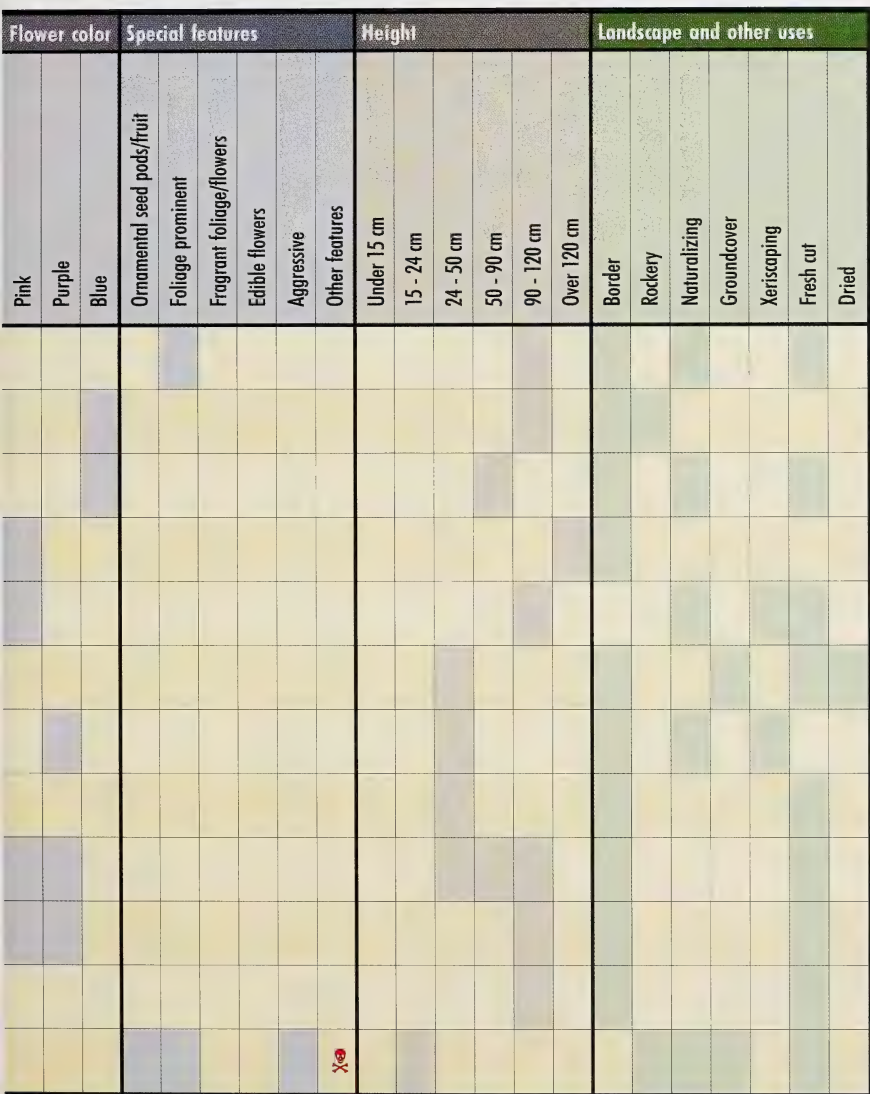 Flower color Special features Height Landscape and other uses
Pink
Purple
Blue
Ornamental seed pods/fruit
Foliage prominent
Fragrant foliage/flowers
Edible flowers
Aggressive
Other features
Under 15 cm
15 - 24 cm
24 - 50 cm
50 - 90 cm
90 - 120 cm
Over 120 cm
Border
Rockery
Naturalizing
Groundcover
Xeriscaping
Fresh cut
Dried